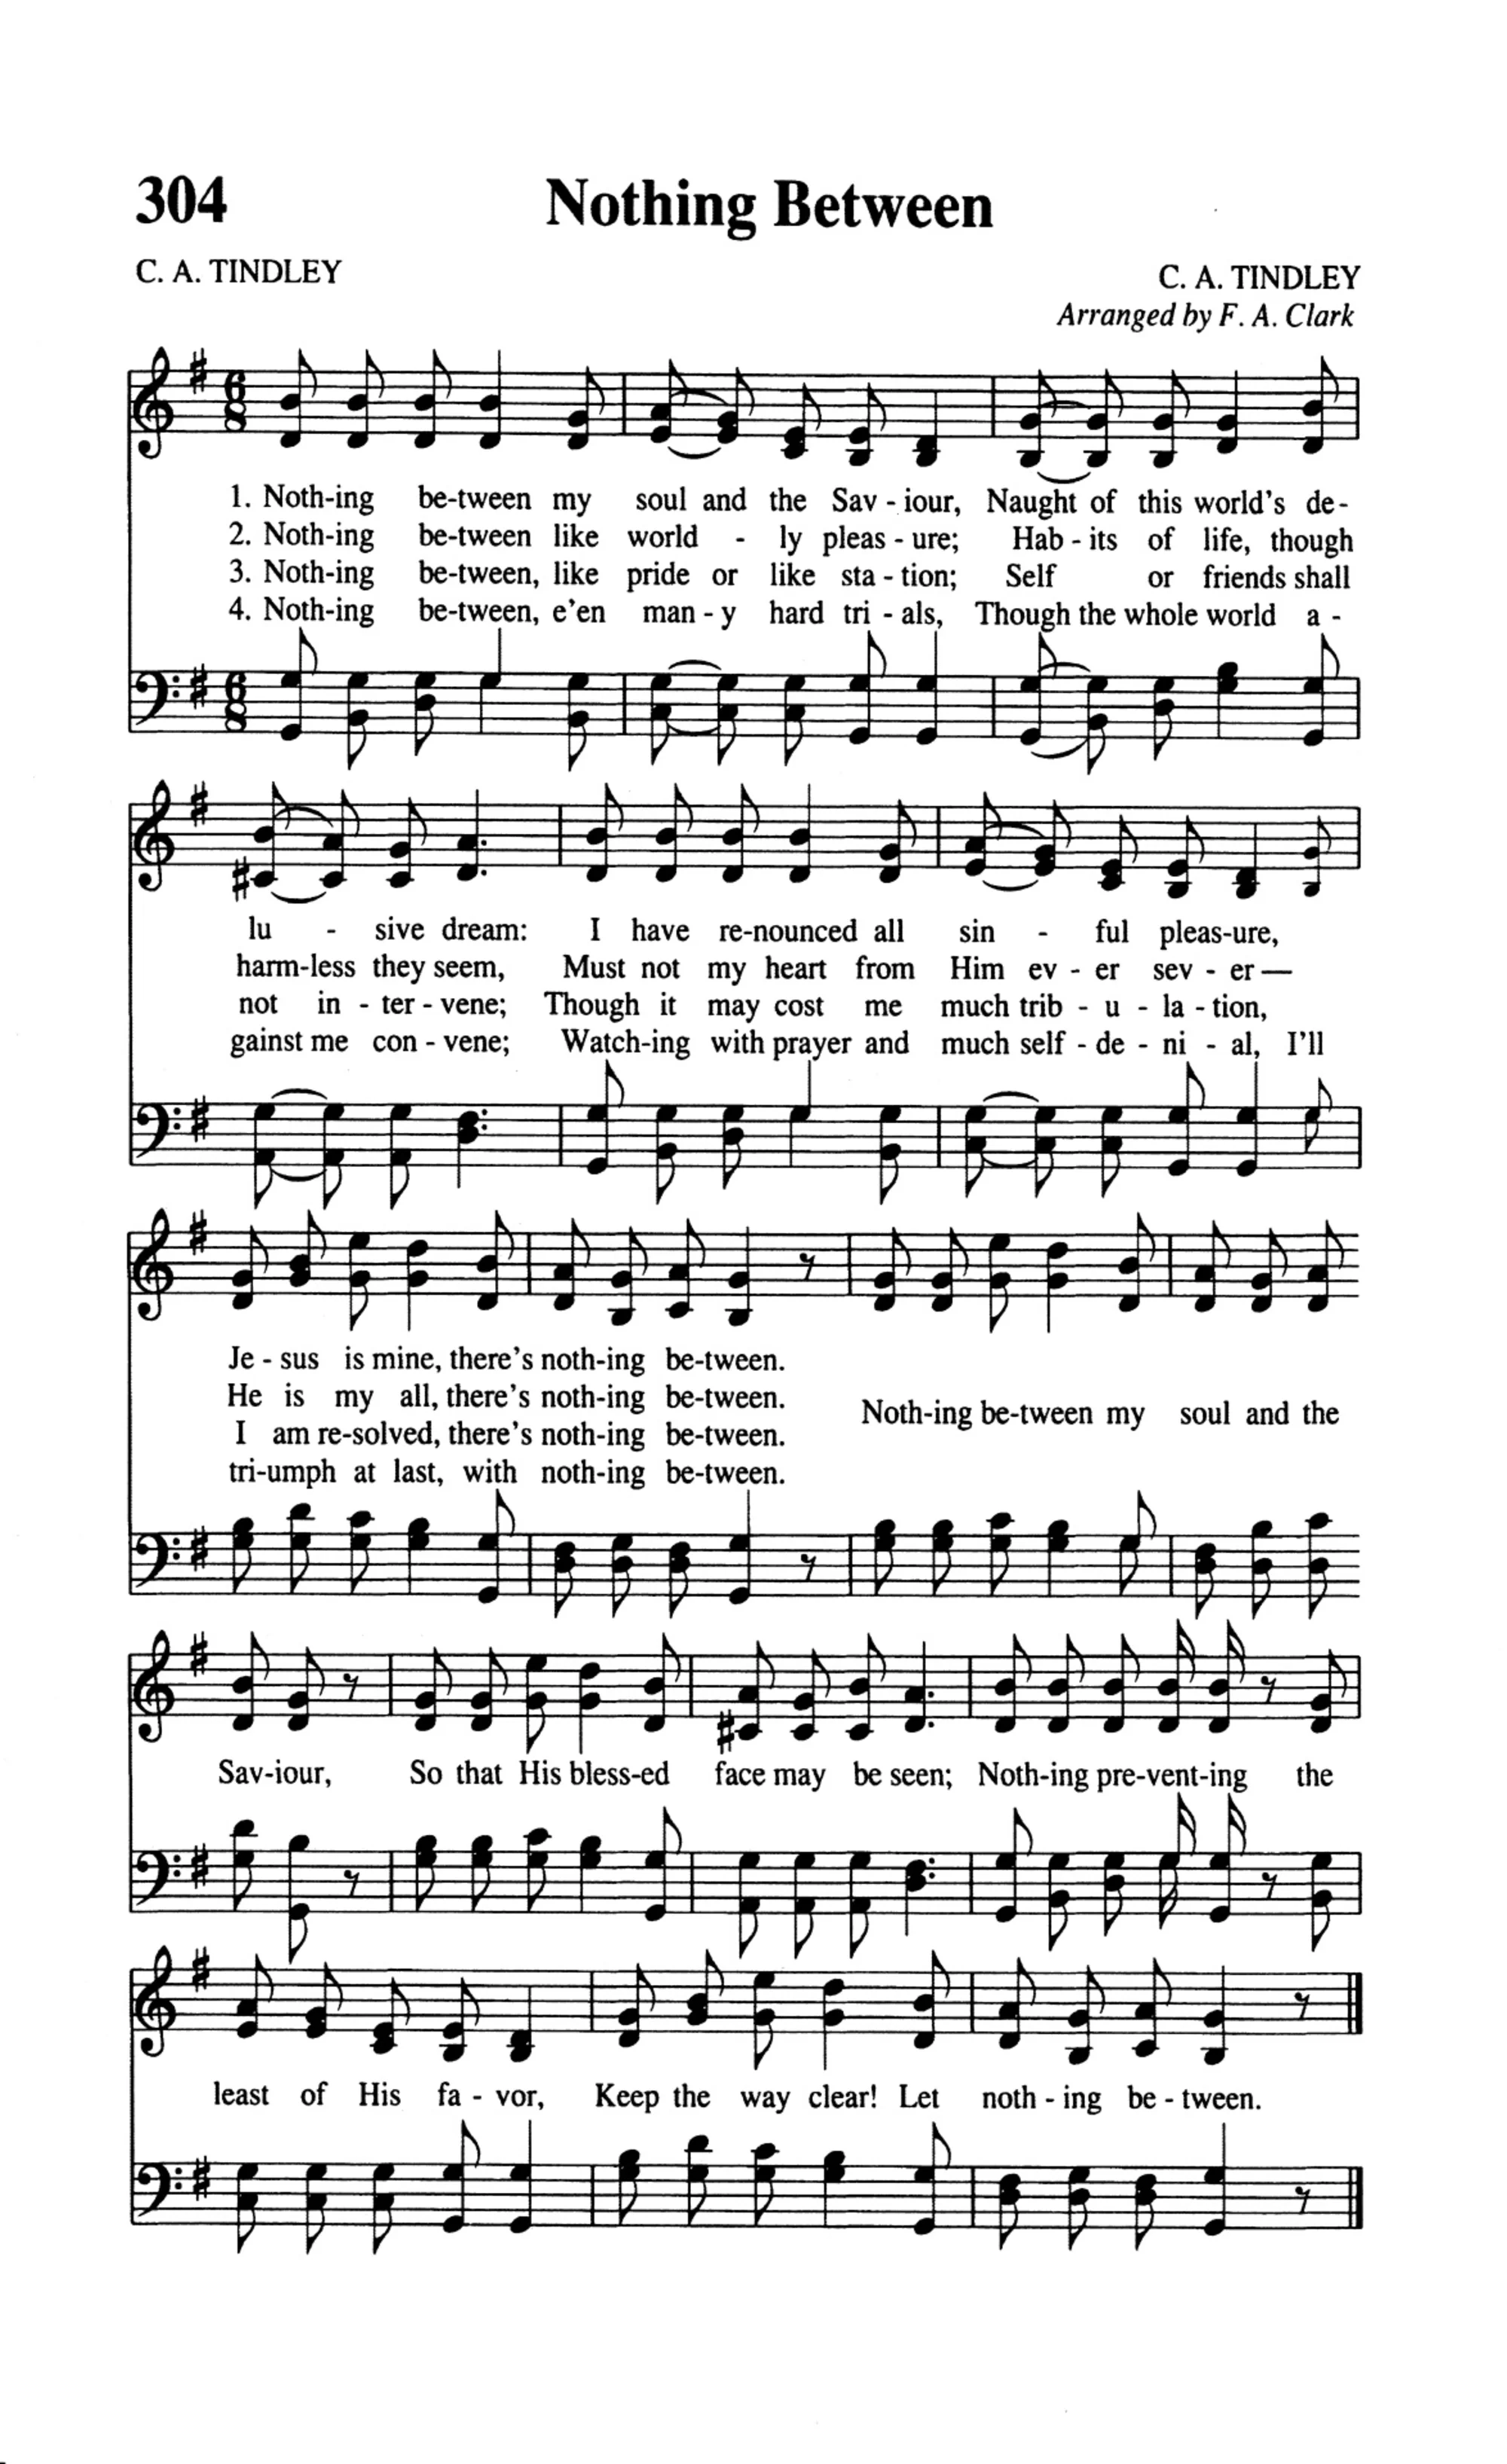 304
Nothing Between
C. A. TINDLEY
C. A. TINDLEY
Arranged by F. A. Clark
6 8
1. Noth-ing be-tween my soul and the Sav - iour, Naught of this world's de-
2. Noth-ing be-tween like world - ly pleas - ure; Hab - its of life, though
3. Noth-ing be-tween, like pride or like sta - tion; Self or friends shall
4. Noth-ing be-tween, e'en man - y hard tri - als, Though the whole world a -
6 8
lu - sive dream: I have re-nounced all sin - ful pleas-ure,
harm-less they seem, Must not my heart from Him ev - er sev - er—
not in - ter - vene; Though it may cost me much trib - u - la - tion,
gainst me con - vene; Watch-ing with prayer and much self - de - ni - al, I'll
Je - sus is mine, there's noth-ing be-tween.
He is my all, there's noth-ing be-tween.
I am re-solved, there's noth-ing be-tween.
tri-umph at last, with noth-ing be-tween.
Noth-ing be-tween my soul and the
Sav-iour, So that His bless-ed face may be seen; Noth-ing pre-vent-ing the
least of His fa - vor, Keep the way clear! Let noth - ing be - tween.